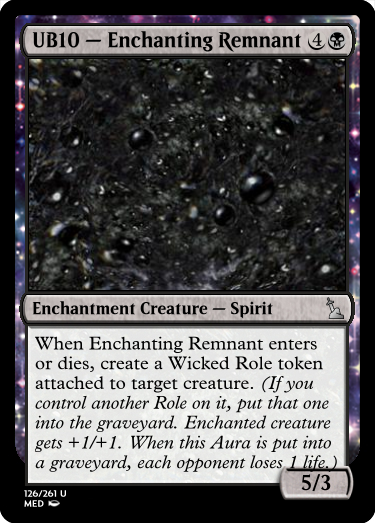 UB10 — Enchanting Remnant 4
Enchantment Creature — Spirit
When Enchanting Remnant enters
or dies, create a Wicked Role token
attached to target creature. (If you
control another Role on it, put that one
into the graveyard. Enchanted creature
gets +1/+1. When this Aura is put into
a graveyard, each opponent loses 1 life.)
5/3
126/261 U
MED